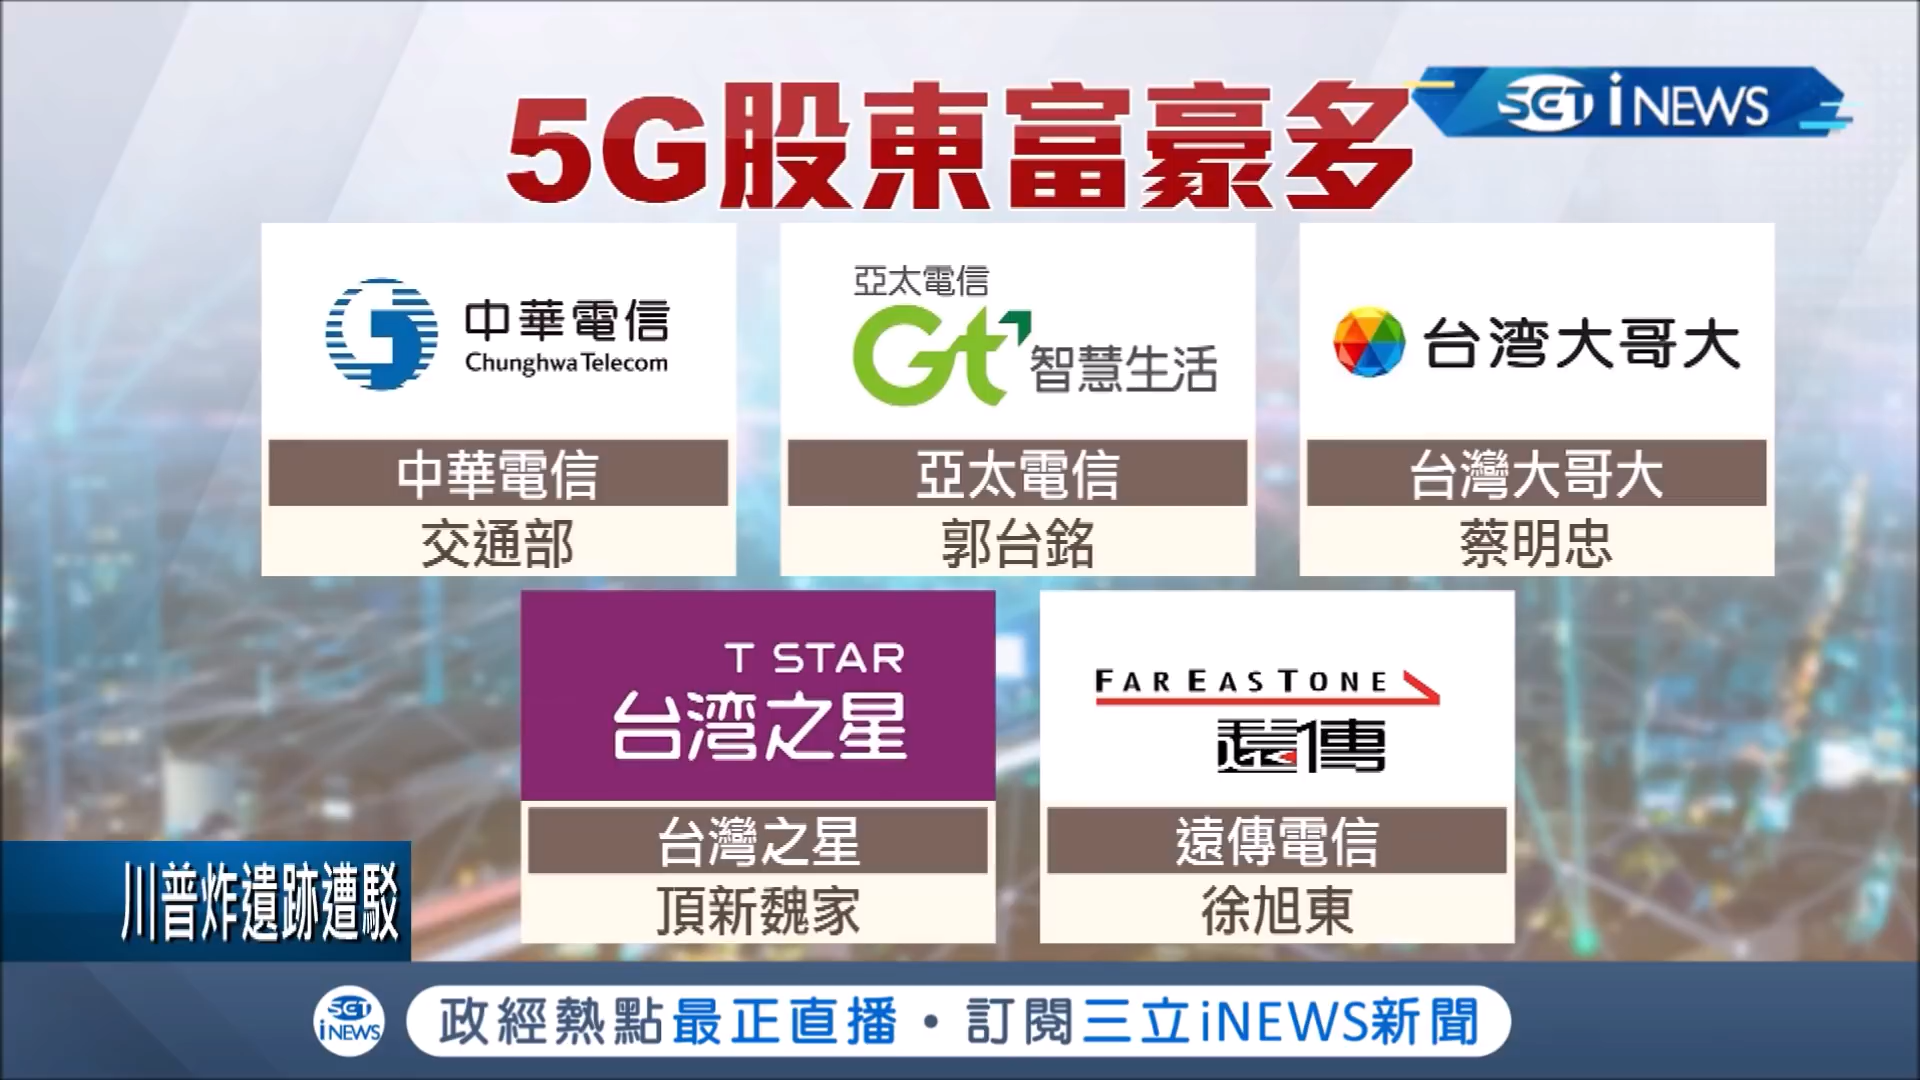 5G股東富豪多
SET iNEWS
中華電信
Chunghwa Telecom
中華電信
交通部
亞太電信
Gt智慧生活
亞太電信
郭台銘
台湾大哥大
台灣大哥大
蔡明忠
T STAR
台湾之星
台灣之星
頂新魏家
FAREASTONE
遠傳
遠傳電信
徐旭東
川普炸遺跡遭駁
SET
iNEWS
政經熱點最正直播・訂閱三立iNEWS新聞